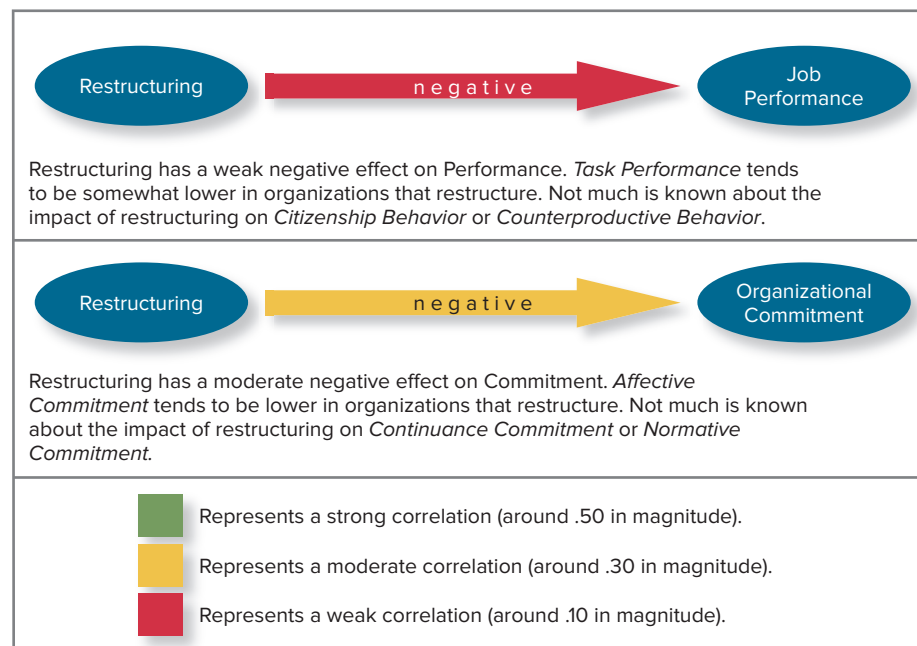 Restructuring
negative
Job
Performance
Restructuring has a weak negative effect on Performance. Task Performance tends
to be somewhat lower in organizations that restructure. Not much is known about the
impact of restructuring on Citizenship Behavior or Counterproductive Behavior.
Restructuring
negative
Organizational
Commitment
Restructuring has a moderate negative effect on Commitment. Affective
Commitment tends to be lower in organizations that restructure. Not much is known
about the impact of restructuring on Continuance Commitment or Normative
Commitment.
Represents a strong correlation (around .50 in magnitude).
Represents a moderate correlation (around .30 in magnitude).
Represents a weak correlation (around .10 in magnitude).